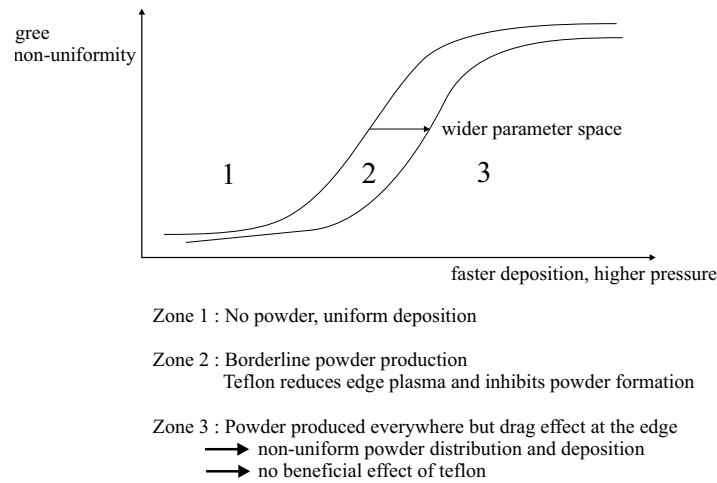 gree
non-uniformity
wider parameter space
1
2
3
faster deposition, higher pressure
Zone 1 : No powder, uniform deposition
Zone 2 : Borderline powder production
Teflon reduces edge plasma and inhibits powder formation
Zone 3 : Powder produced everywhere but drag effect at the edge
non-uniform powder distribution and deposition
no beneficial effect of teflon